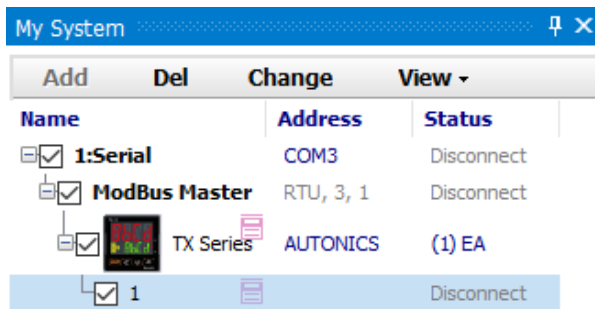 My System
Add Del Change View
Name Address Status
1:Serial COM3 Disconnect
ModBus Master RTU, 3, 1 Disconnect
TX Series AUTONICS (1) EA
1 Disconnect